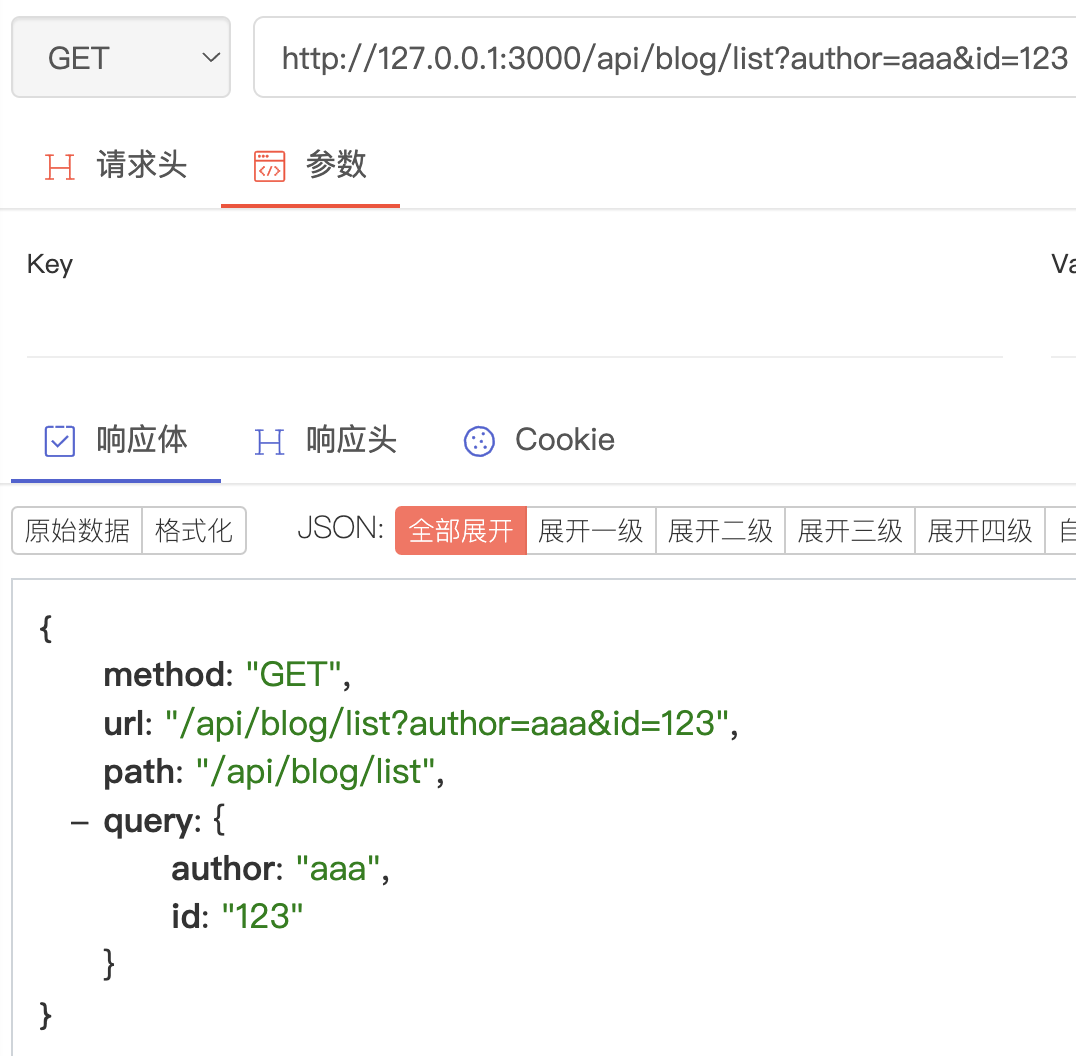 GET http://127.0.0.1:3000/api/blog/list?author=aaa&id=123
请求头 参数
Key Va
响应体 响应头 Cookie
原始数据 格式化 JSON: 全部展开 展开一级 展开二级 展开三级 展开四级 自
{
method: "GET",
url: "/api/blog/list?author=aaa&id=123",
path: "/api/blog/list",
– query: {
author: "aaa",
id: "123"
}
}